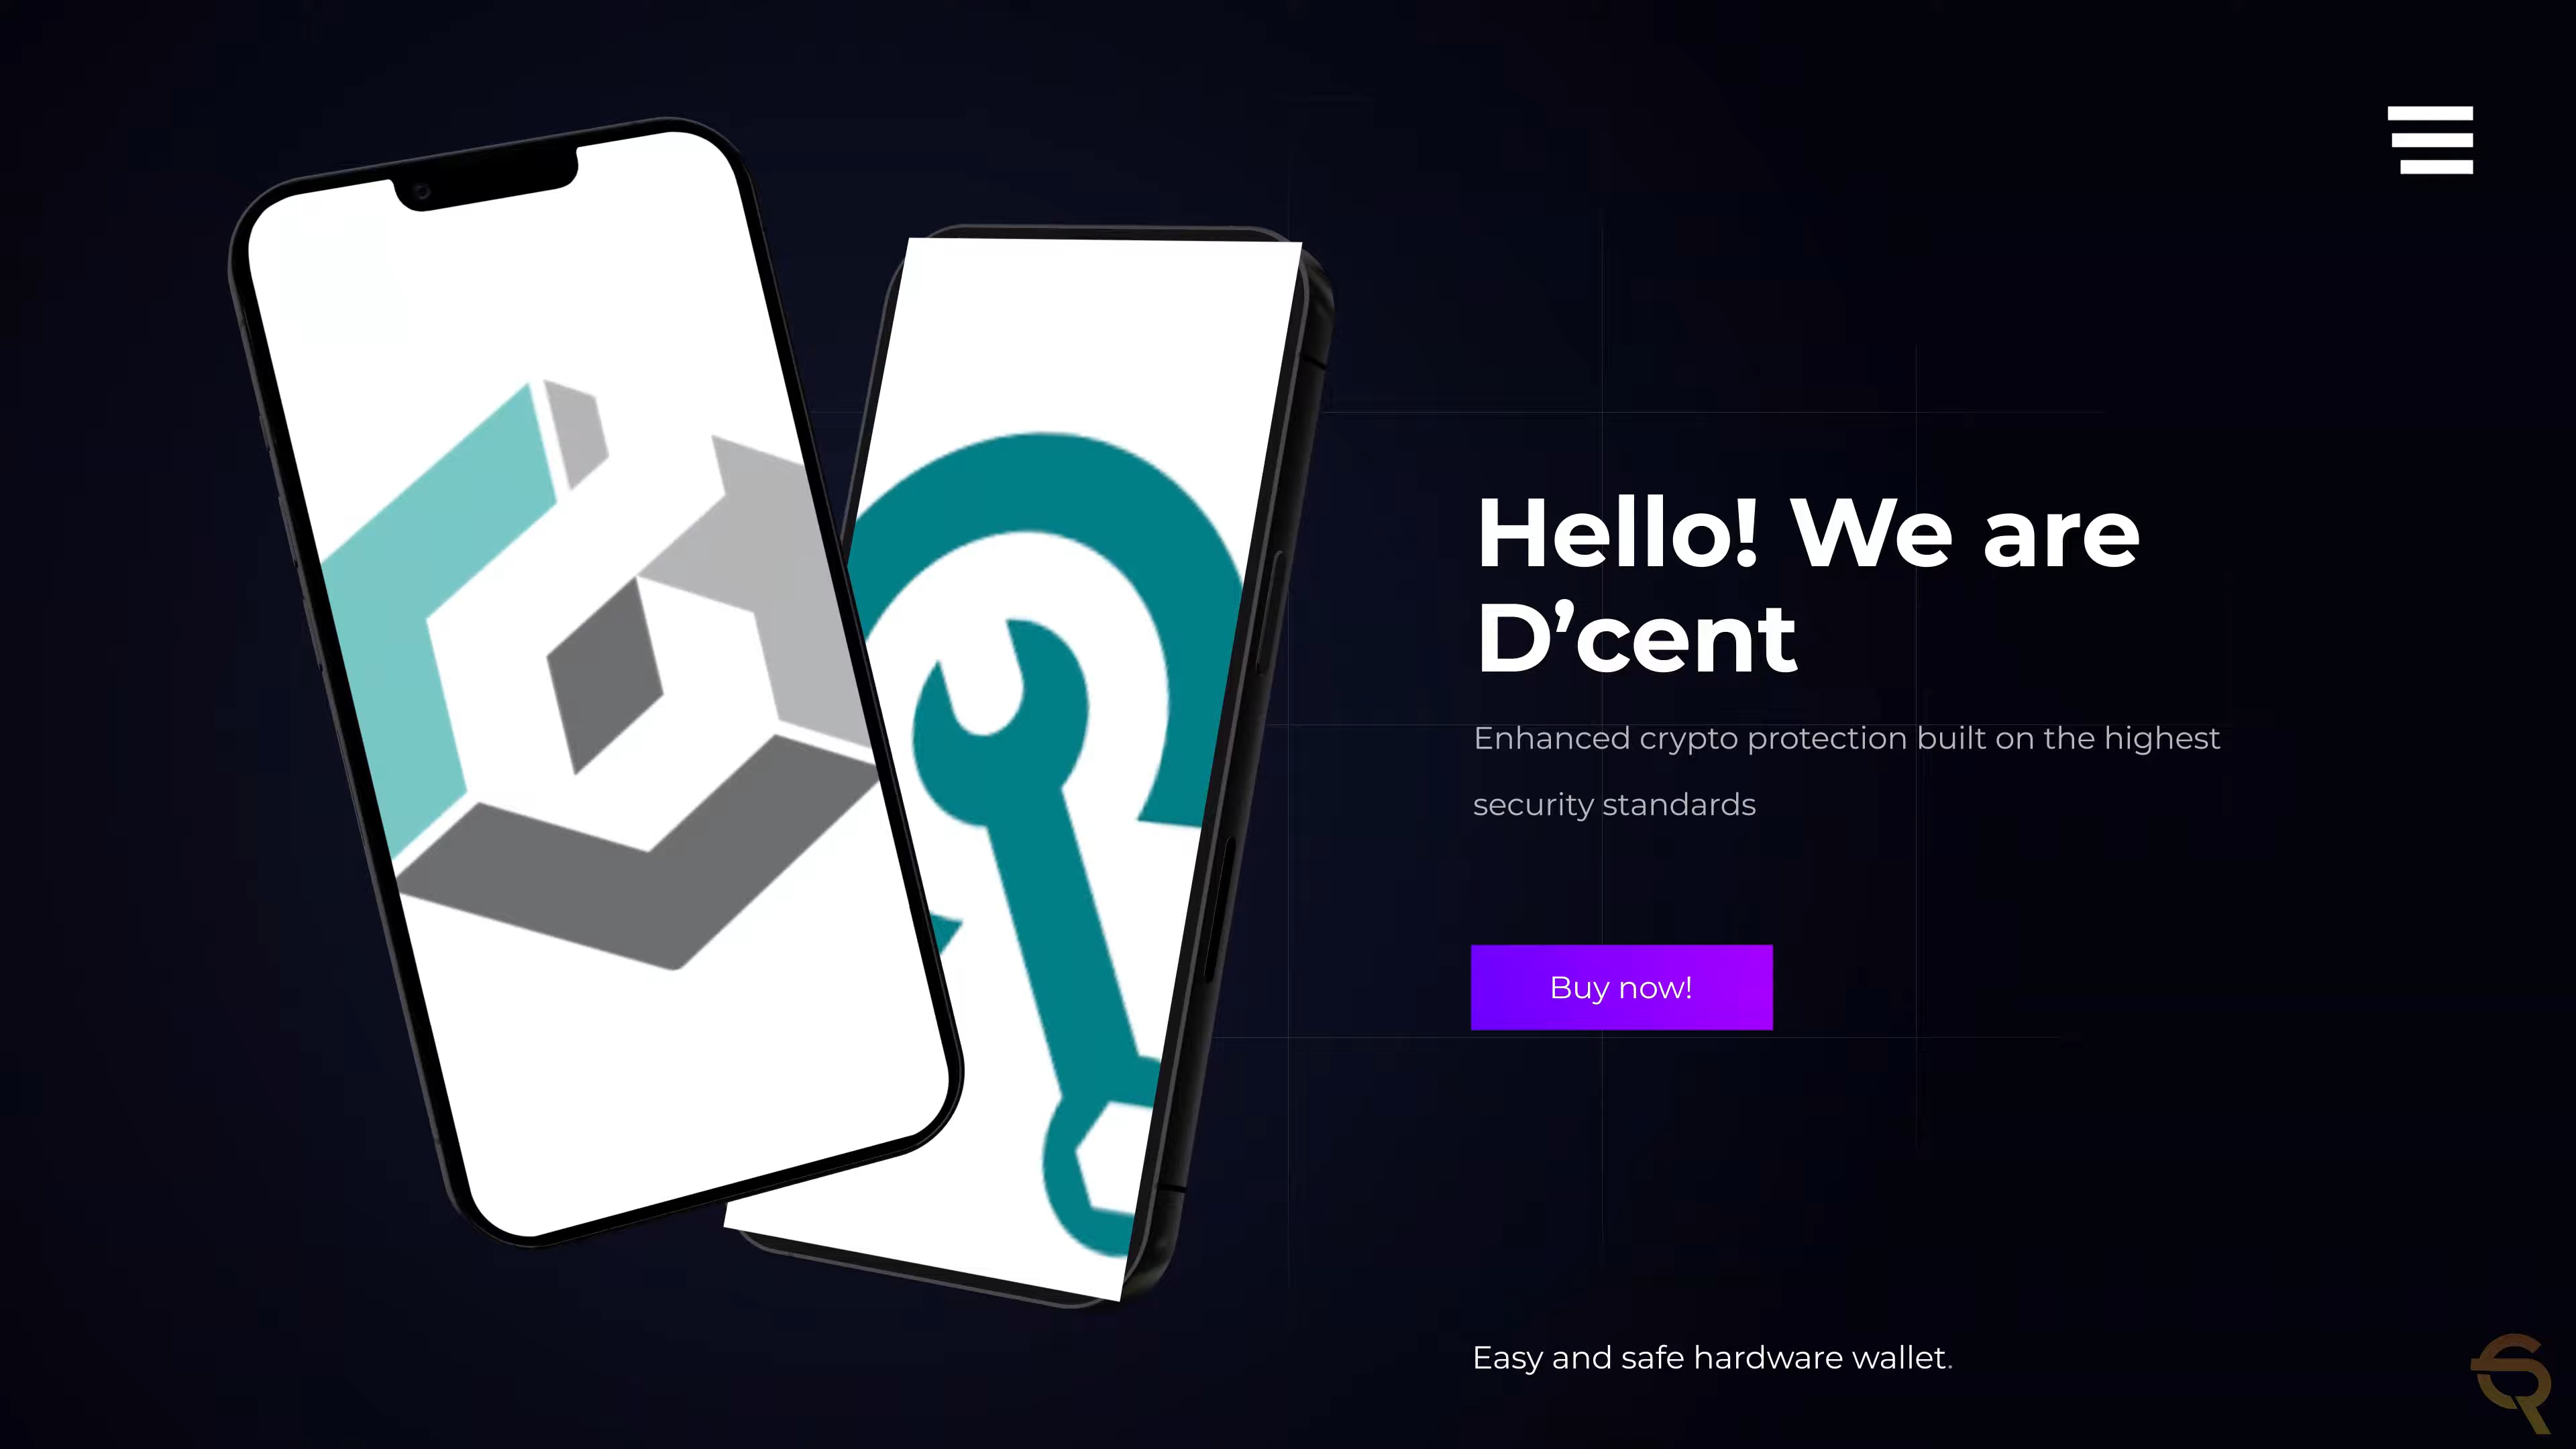 Hello! We are
D’cent
Enhanced crypto protection built on the highest
security standards
Buy now!
Easy and safe hardware wallet.